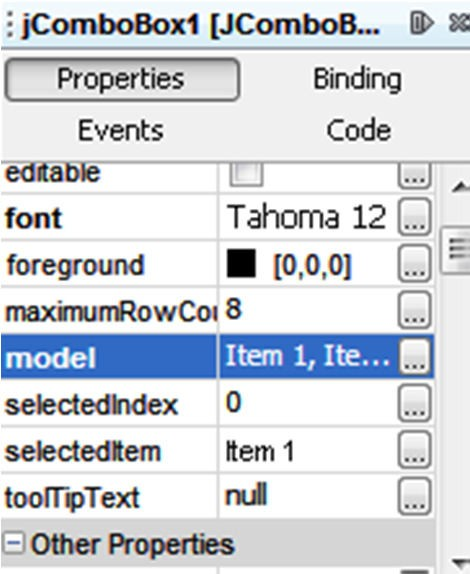 jComboBox1 [JComboB...
Properties Binding
Events Code
editable ...
font Tahoma 12 ...
foreground [0,0,0] ...
maximumRowCou 8 ...
model Item 1, Ite... ...
selectedIndex 0 ...
selectedItem Item 1 ...
toolTipText null ...
Other Properties